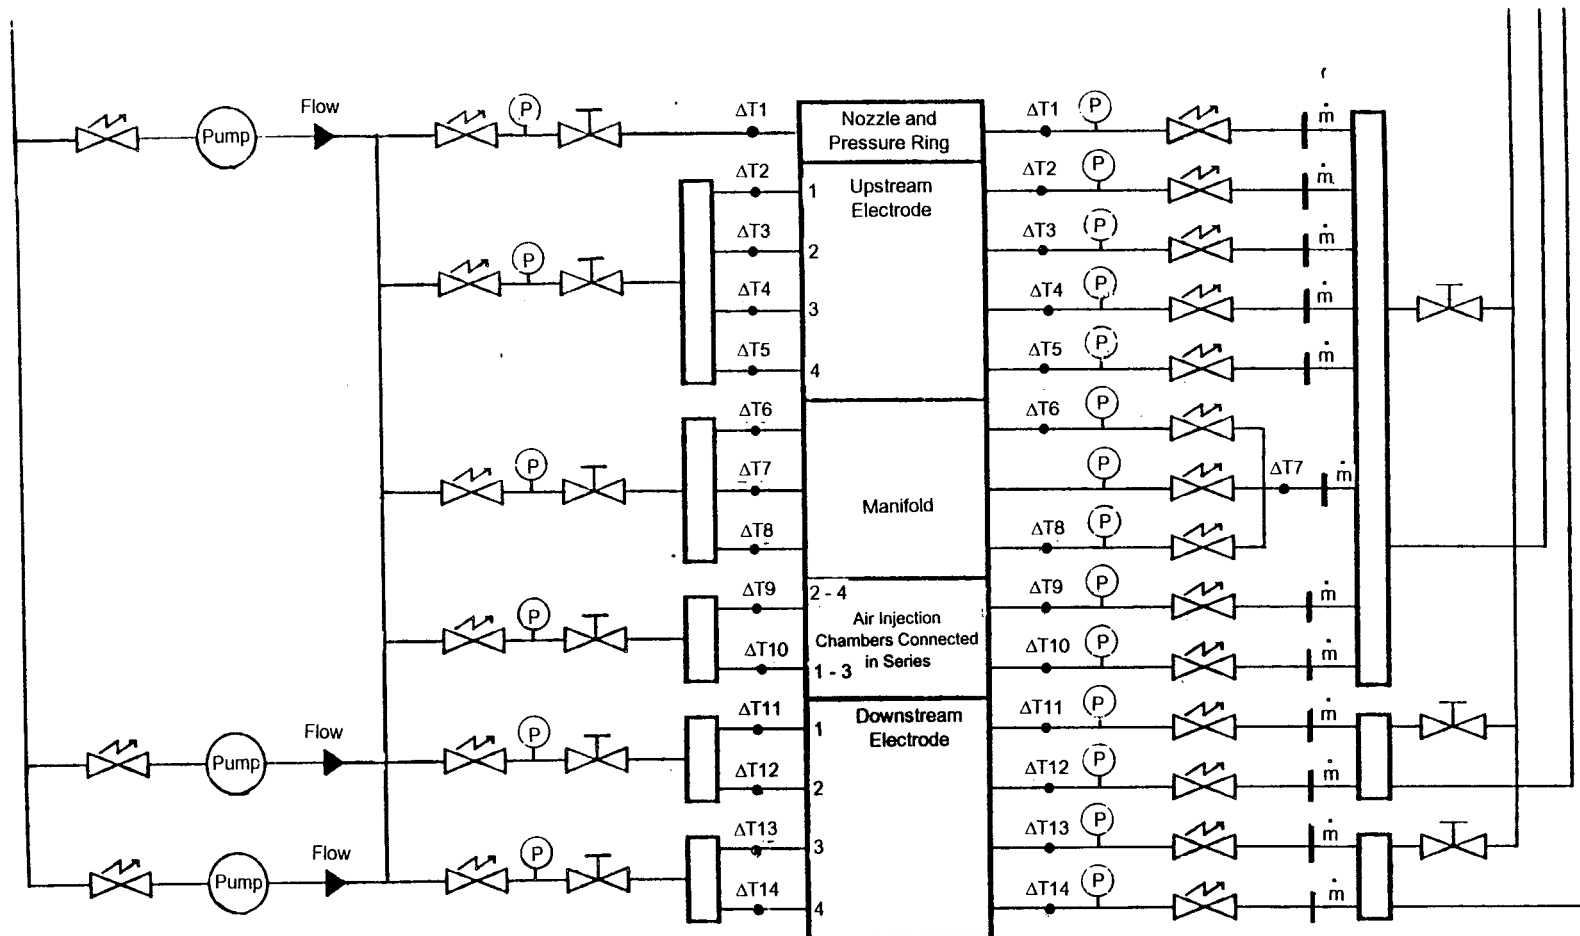 Flow
Pump
P
ΔT1
Nozzle and
Pressure Ring
ΔT1
P
ṁ
ΔT2
1
Upstream
Electrode
ΔT2
P
ṁ
ΔT3
2
ΔT3
P
ṁ
P
ΔT4
3
ΔT4
P
ṁ
ΔT5
4
ΔT5
P
ṁ
ΔT6
ΔT6
P
P
ΔT7
Manifold
P
ΔT7
ṁ
ΔT8
ΔT8
P
P
ΔT9
2 - 4
Air Injection
Chambers Connected
in Series
ΔT9
P
ṁ
ΔT10
1 - 3
ΔT10
P
ṁ
Flow
Pump
P
ΔT11
1
Downstream
Electrode
ΔT11
P
ṁ
ΔT12
2
ΔT12
P
ṁ
Flow
Pump
P
ΔT13
3
ΔT13
P
ṁ
ΔT14
4
ΔT14
P
ṁ